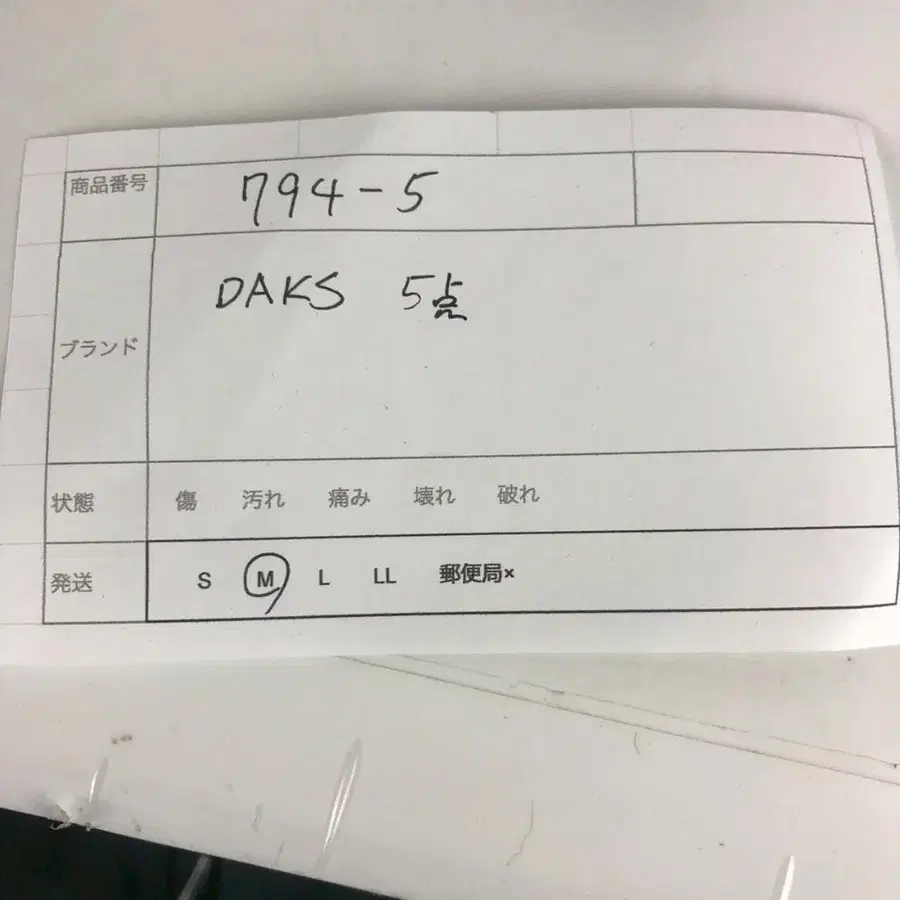 商品番号 794-5
ブランド DAKS 5点
状態 傷 汚れ 痛み 壊れ 破れ
発送 S M L LL 郵便局×